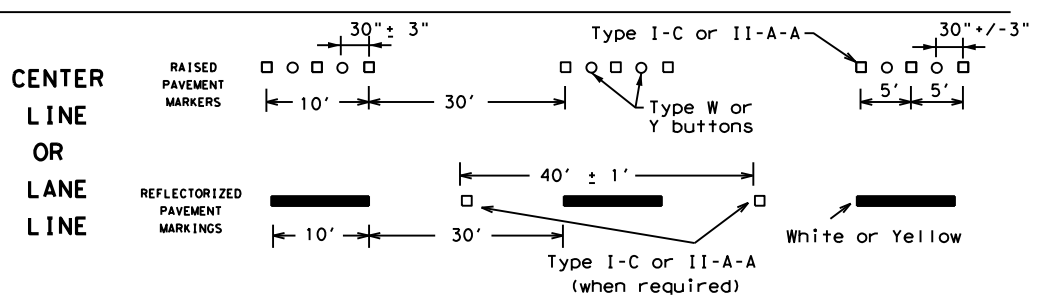 CENTER
LINE
OR
LANE
LINE
RAISED
PAVEMENT
MARKERS
30"± 3"
10'
30'
Type I-C or II-A-A
Type W or
Y buttons
30"+/-3"
5'
5'
REFLECTORIZED
PAVEMENT
MARKINGS
40' ± 1'
10'
30'
Type I-C or II-A-A
(when required)
White or Yellow